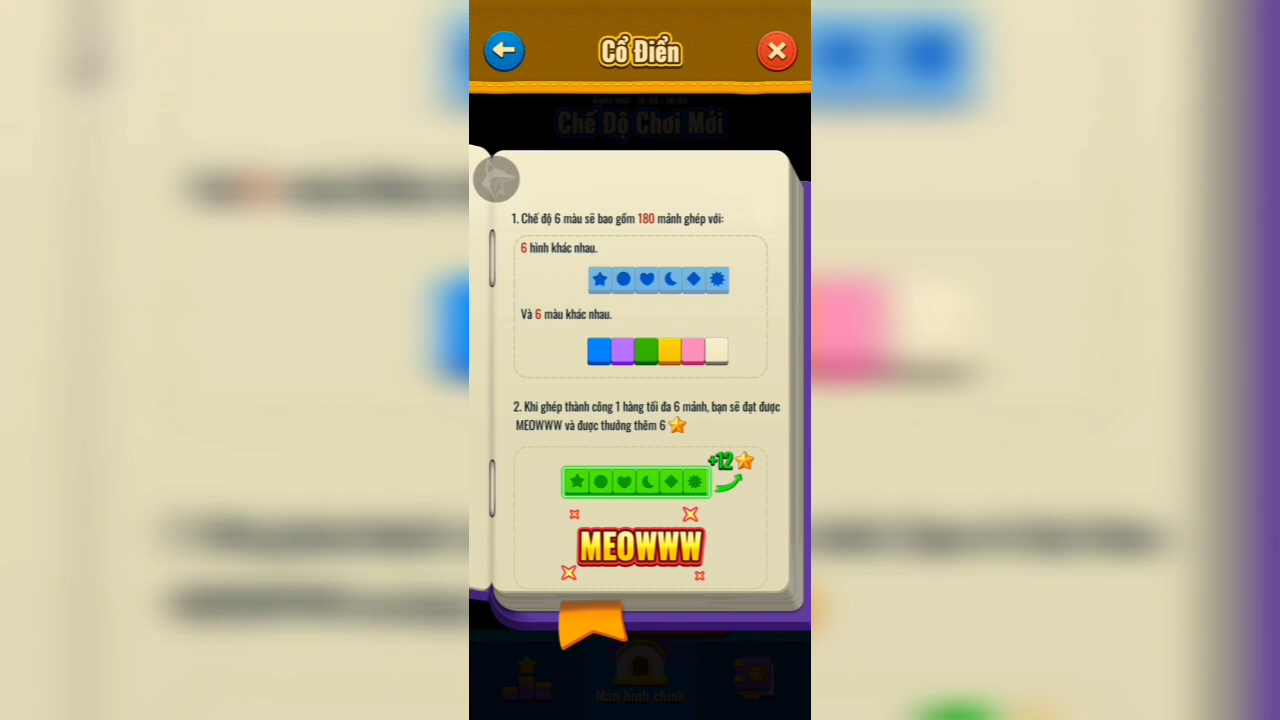 Cổ Điển
Chế Độ Chơi Mới
1. Chế độ 6 màu sẽ bao gồm 180 mảnh ghép với:
6 hình khác nhau.
Và 6 màu khác nhau.
2. Khi ghép thành công 1 hàng tối đa 6 mảnh, bạn sẽ đạt được
MEOWWW và được thưởng thêm 6
+12
MEOWWW
Màn hình chính